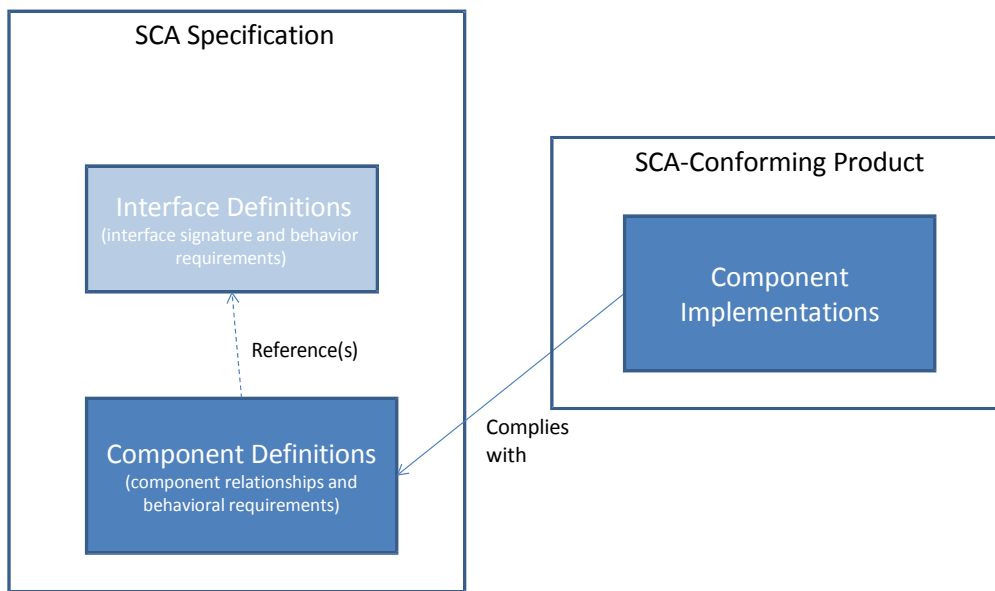 SCA Specification
Interface Definitions
(interface signature and behavior
requirements)
Reference(s)
Component Definitions
(component relationships and
behavioral requirements)
Complies
with
SCA-Conforming Product
Component
Implementations